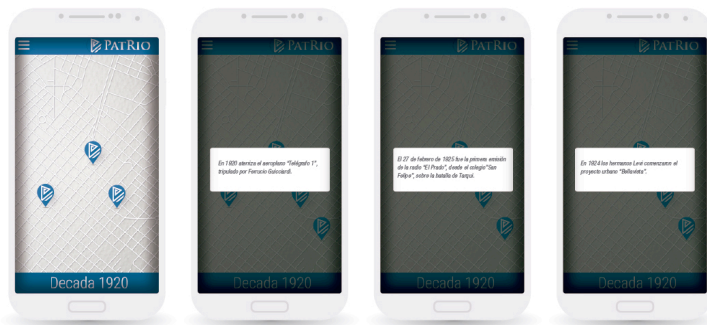 PATRIO
Decada 1920
PATRIO
En 1920 aterriza el aeroplano "Telégrafo 1",
tripulado por Ferrocio Guicciardi.
Decada 1920
PATRIO
El 27 de febrero de 1925 fue la primera emisión
de la radio "El Prado", desde el colegio "San
Felipe", sobre la batalla de Tarqui.
Decada 1920
PATRIO
En 1924 los hermanos Levi comenzaron el
proyecto urbano "Bellavista".
Decada 1920